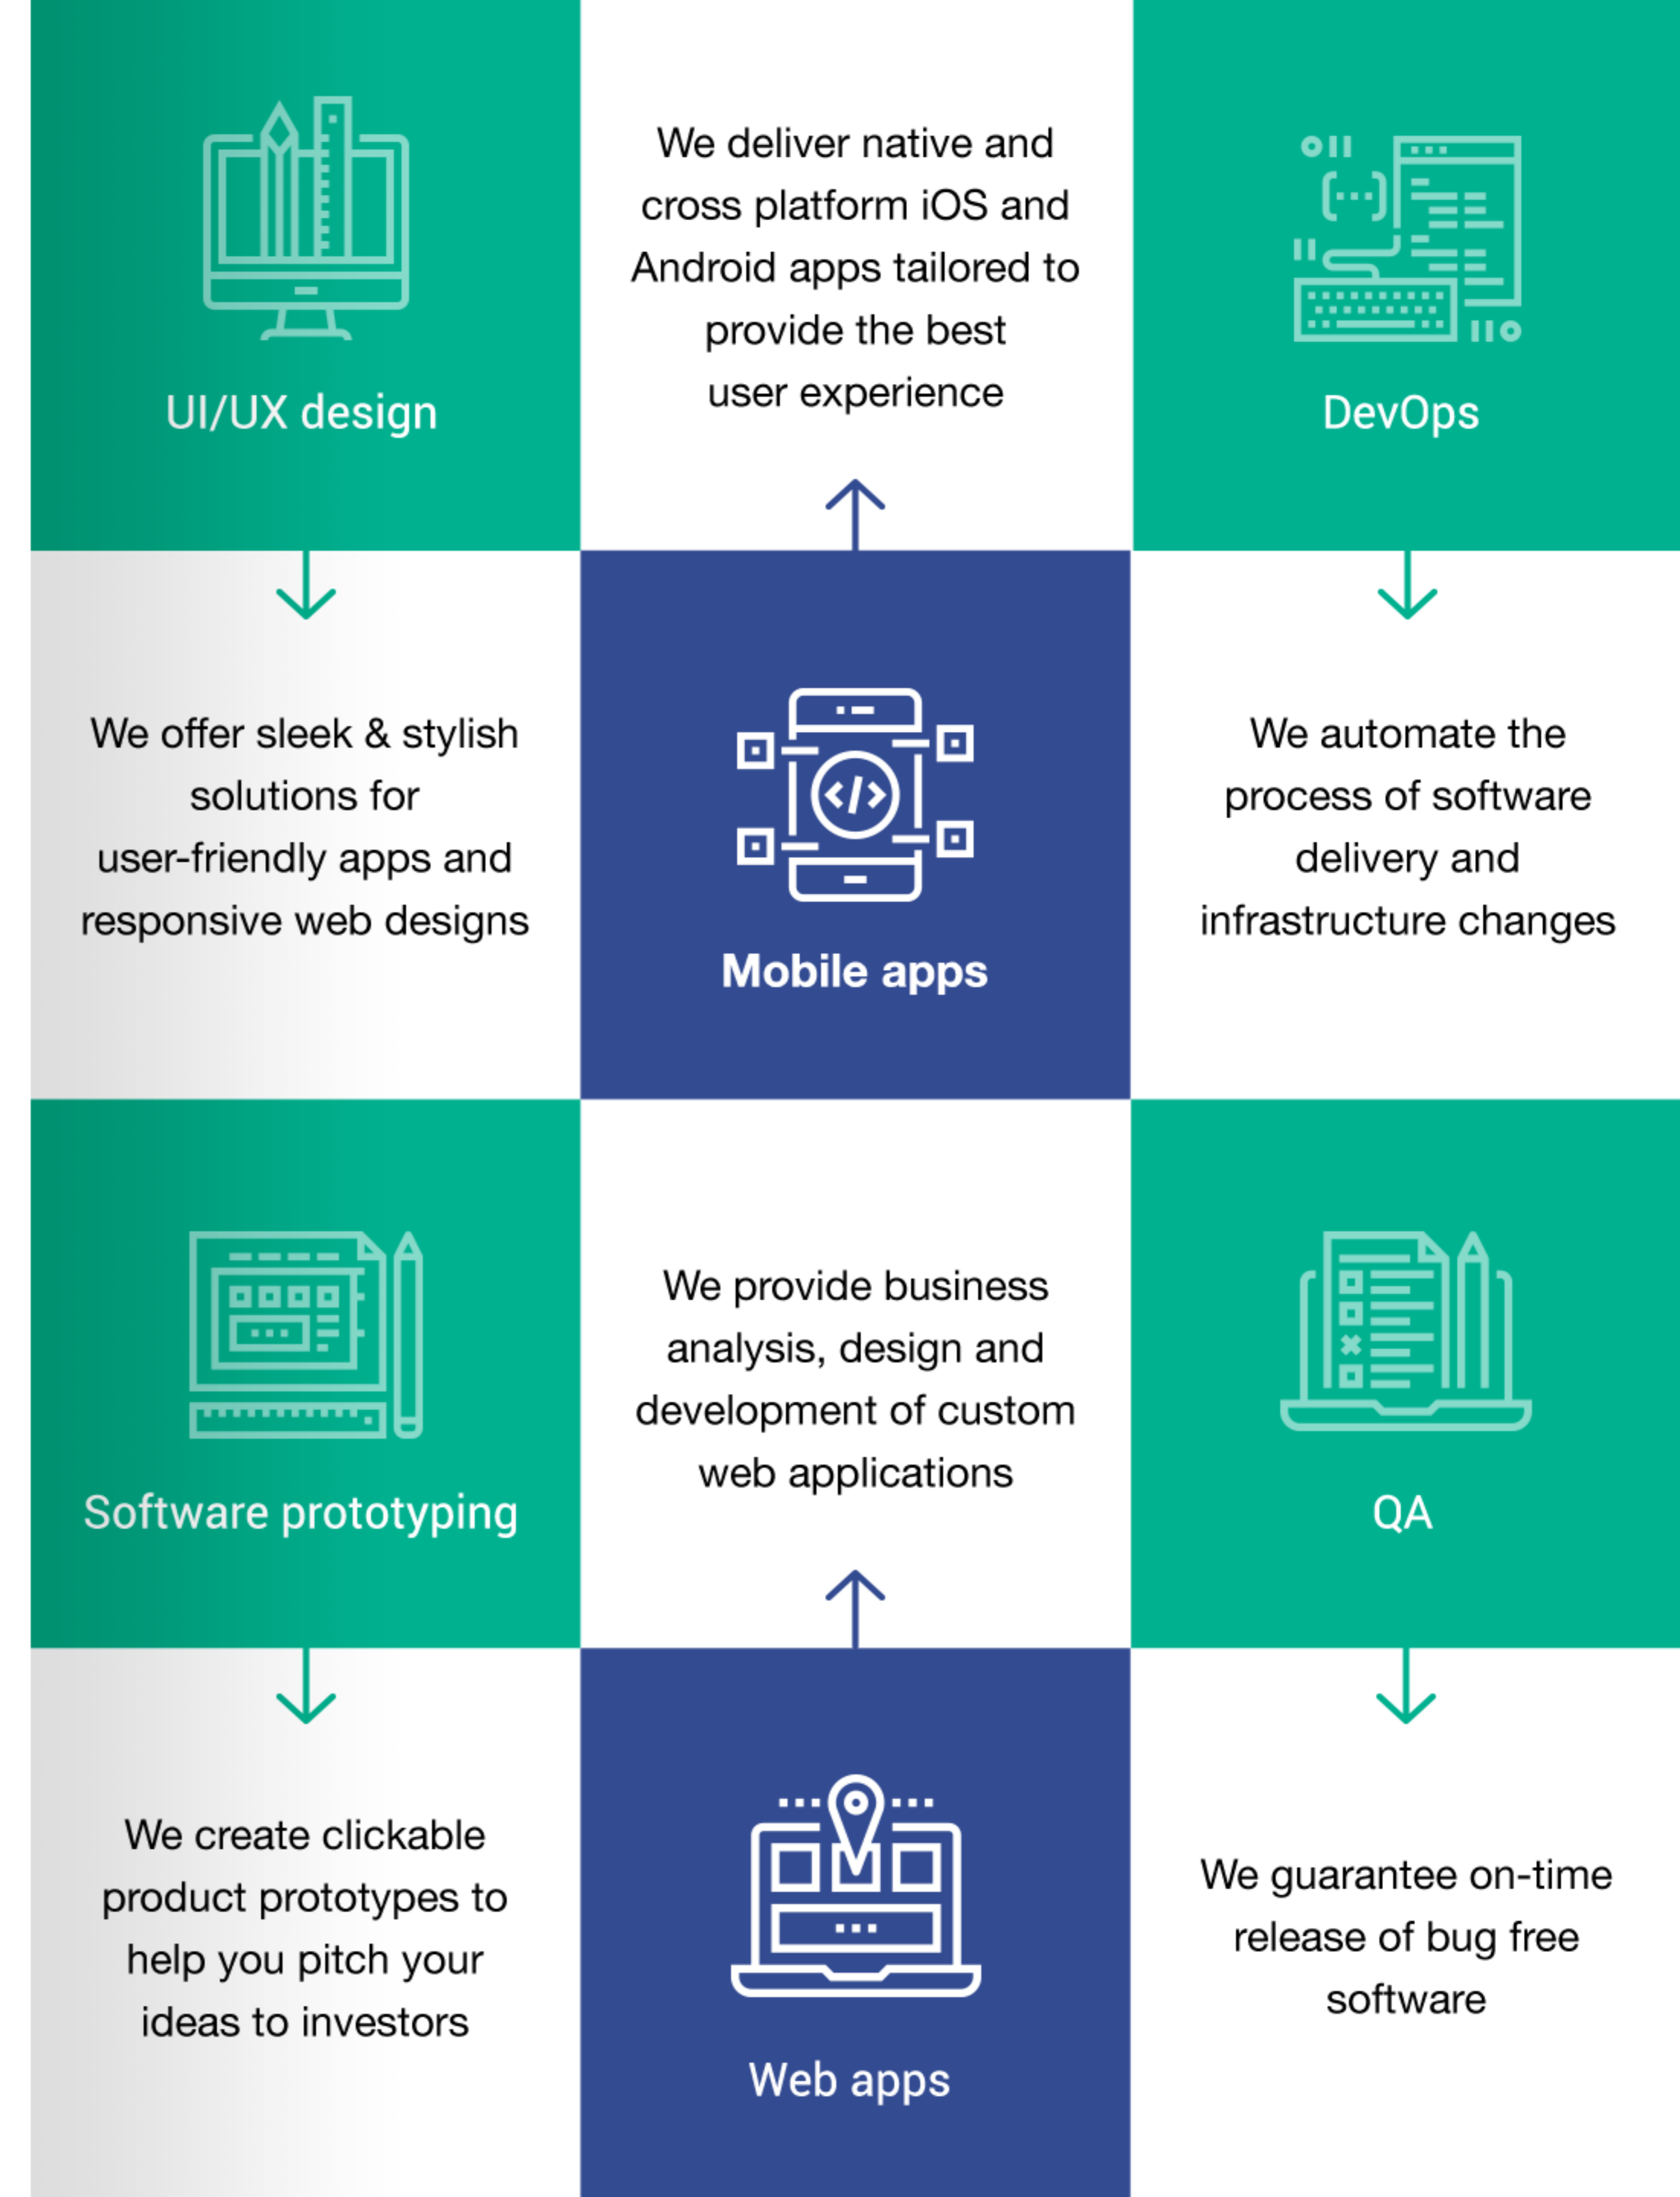 UI/UX design
We offer sleek & stylish
solutions for
user-friendly apps and
responsive web designs
We deliver native and
cross platform iOS and
Android apps tailored to
provide the best
user experience
Mobile apps
DevOps
We automate the
process of software
delivery and
infrastructure changes
Software prototyping
We create clickable
product prototypes to
help you pitch your
ideas to investors
We provide business
analysis, design and
development of custom
web applications
Web apps
QA
We guarantee on-time
release of bug free
software